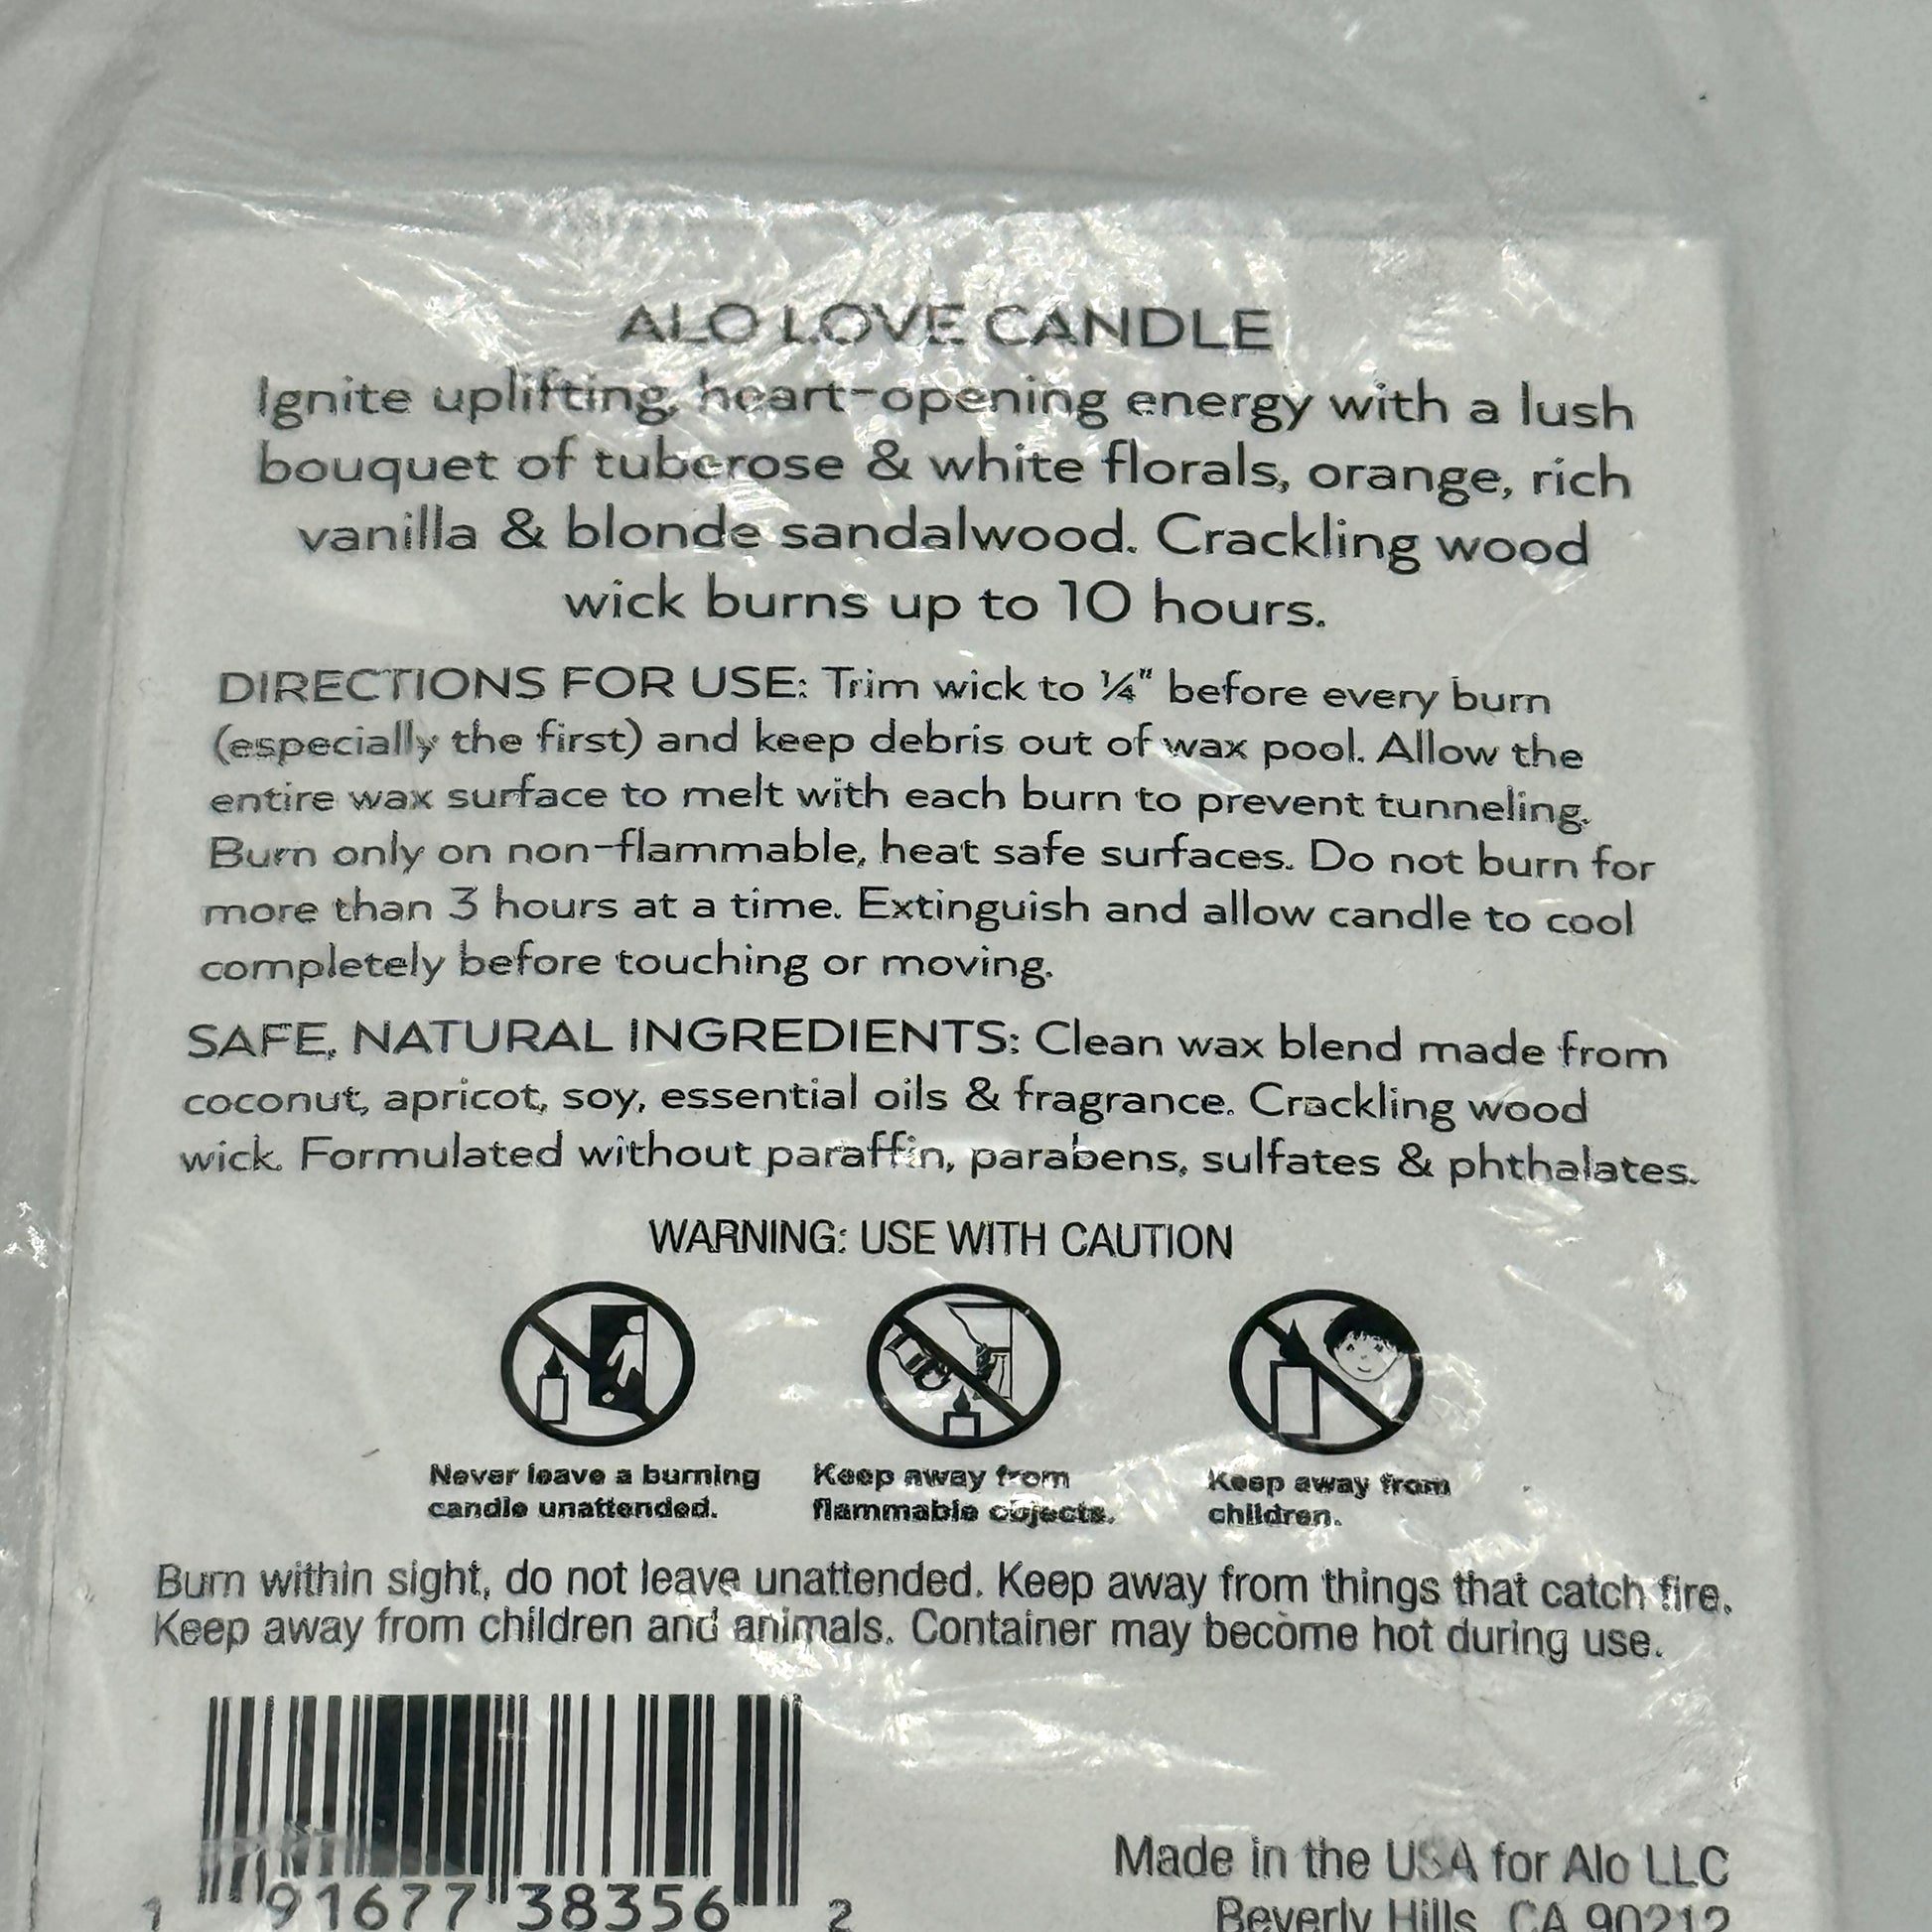 ALO LOVE CANDLE
Ignite uplifting, heart-opening energy with a lush
bouquet of tuberose & white florals, orange, rich
vanilla & blonde sandalwood. Crackling wood
wick burns up to 10 hours.
DIRECTIONS FOR USE: Trim wick to ¼" before every burn
(especially the first) and keep debris out of wax pool. Allow the
entire wax surface to melt with each burn to prevent tunneling.
Burn only on non-flammable, heat safe surfaces. Do not burn for
more than 3 hours at a time. Extinguish and allow candle to cool
completely before touching or moving.
SAFE, NATURAL INGREDIENTS: Clean wax blend made from
coconut, apricot, soy, essential oils & fragrance. Crackling wood
wick. Formulated without paraffin, parabens, sulfates & phthalates.
WARNING: USE WITH CAUTION
Never leave a burning
candle unattended.
Keep away from
flammable objects.
Keep away from
children.
Burn within sight, do not leave unattended. Keep away from things that catch fire.
Keep away from children and animals. Container may become hot during use.
1 91677 38356 2
Made in the USA for Alo LLC
Beverly Hills, CA 90212